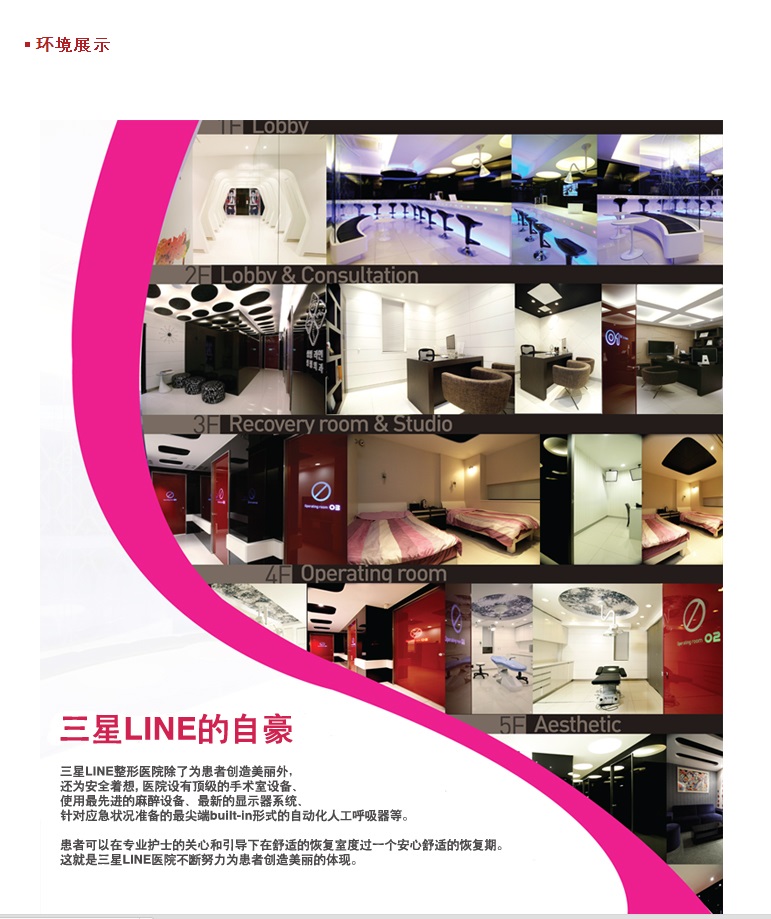 环境展示
1F Lobby
2F Lobby & Consultation
01
3F Recovery room & Studio
Operating room 03
4F Operating room
Operating room 02
5F Aesthetic
三星LINE的自豪
三星LINE整形医院除了为患者创造美丽外,
还为安全着想, 医院设有顶级的手术室设备、
使用最先进的麻醉设备、最新的显示器系统、
针对应急状况准备的最尖端built-in形式的自动化人工呼吸器等。
患者可以在专业护士的关心和引导下在舒适的恢复室度过一个安心舒适的恢复期。
这就是三星LINE医院不断努力为患者创造美丽的体现。